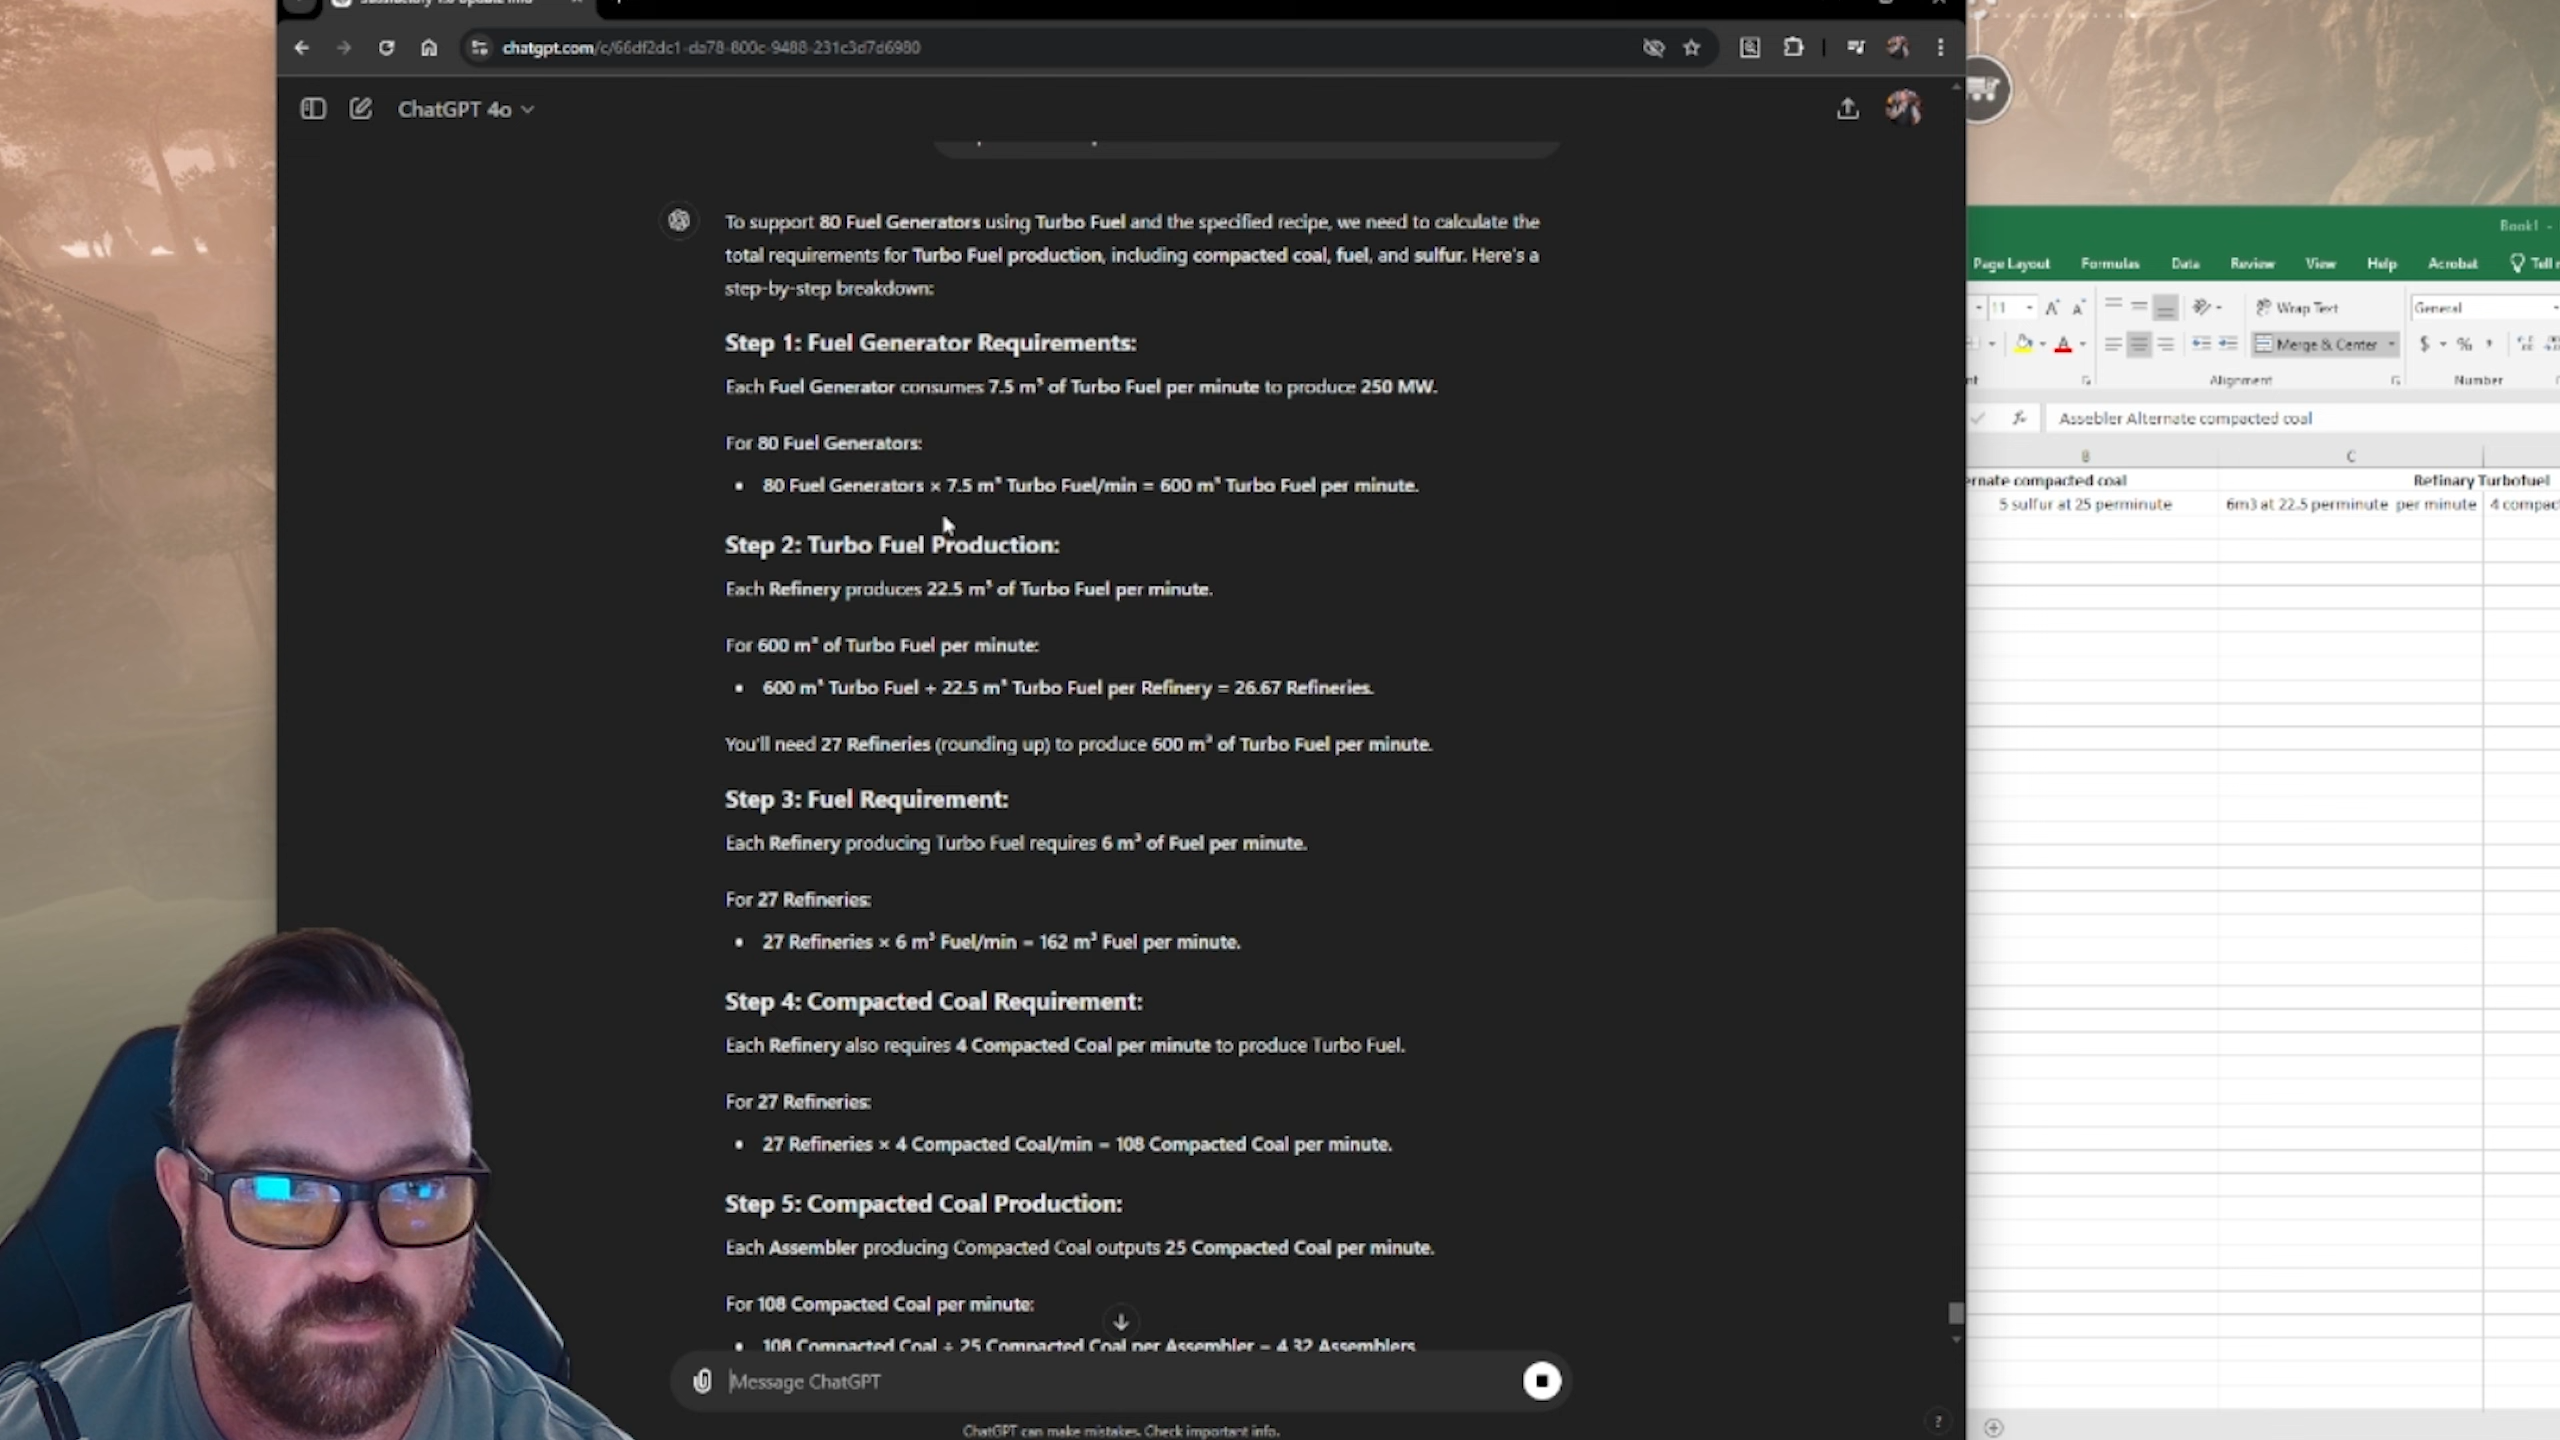 chatgpt.com/c/66df2dc1-da78-800c-9488-231c3d7d6980
ChatGPT 4o
To support 80 Fuel Generators using Turbo Fuel and the specified recipe, we need to calculate the
total requirements for Turbo Fuel production, including compacted coal, fuel, and sulfur. Here's a
step-by-step breakdown:
Step 1: Fuel Generator Requirements:
Each Fuel Generator consumes 7.5 m³ of Turbo Fuel per minute to produce 250 MW.
For 80 Fuel Generators:
• 80 Fuel Generators × 7.5 m³ Turbo Fuel/min = 600 m³ Turbo Fuel per minute.
Step 2: Turbo Fuel Production:
Each Refinery produces 22.5 m³ of Turbo Fuel per minute.
For 600 m³ of Turbo Fuel per minute:
• 600 m³ Turbo Fuel ÷ 22.5 m³ Turbo Fuel per Refinery = 26.67 Refineries.
You'll need 27 Refineries (rounding up) to produce 600 m³ of Turbo Fuel per minute.
Step 3: Fuel Requirement:
Each Refinery producing Turbo Fuel requires 6 m³ of Fuel per minute.
For 27 Refineries:
• 27 Refineries × 6 m³ Fuel/min = 162 m³ Fuel per minute.
Step 4: Compacted Coal Requirement:
Each Refinery also requires 4 Compacted Coal per minute to produce Turbo Fuel.
For 27 Refineries:
• 27 Refineries × 4 Compacted Coal/min = 108 Compacted Coal per minute.
Step 5: Compacted Coal Production:
Each Assembler producing Compacted Coal outputs 25 Compacted Coal per minute.
For 108 Compacted Coal per minute:
• 108 Compacted Coal ÷ 25 Compacted Coal per Assembler = 4.32 Assemblers
Message ChatGPT
ChatGPT can make mistakes. Check important info.
?
Book1 -
Page Layout Formulas Data Review View Help Acrobat Tell
11 Wrap Text General
Merge & Center $ % ,
Alignment Number
fx Assebler Alternate compacted coal
B C
rnate compacted coal Refinary Turbofuel
5 sulfur at 25 perminute 6m3 at 22.5 perminute per minute 4 compac